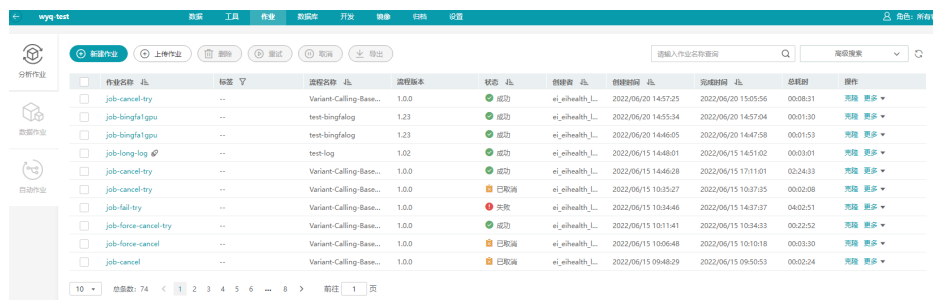 ← wyq-test 数据 工具 作业 数据库 开发 镜像 归档 设置 角色: 所有
分析作业
数据作业
自动作业
新建作业 上传作业 删除 重试 取消 导出 请输入作业名称查询 高级搜索
作业名称 标签 流程名称 流程版本 状态 创建者 创建时间 完成时间 总耗时 操作
job-cancel-try -- Variant-Calling-Base... 1.0.0 成功 ei_eihealth_l... 2022/06/20 14:57:25 2022/06/20 15:05:56 00:08:31 克隆 更多
job-bingfa1gpu -- test-bingfalog 1.23 成功 ei_eihealth_l... 2022/06/20 14:55:34 2022/06/20 14:57:04 00:01:30 克隆 更多
job-bingfa1gpu -- test-bingfalog 1.23 成功 ei_eihealth_l... 2022/06/20 14:46:05 2022/06/20 14:47:58 00:01:53 克隆 更多
job-long-log -- test-log 1.02 成功 ei_eihealth_l... 2022/06/15 14:48:01 2022/06/15 14:51:02 00:03:01 克隆 更多
job-cancel-try -- Variant-Calling-Base... 1.0.0 成功 ei_eihealth_l... 2022/06/15 14:46:28 2022/06/15 17:11:01 02:24:33 克隆 更多
job-cancel-try -- Variant-Calling-Base... 1.0.0 已取消 ei_eihealth_l... 2022/06/15 10:35:27 2022/06/15 10:37:35 00:02:08 克隆 更多
job-fail-try -- Variant-Calling-Base... 1.0.0 失败 ei_eihealth_l... 2022/06/15 10:34:46 2022/06/15 14:37:37 04:02:51 克隆 更多
job-force-cancel-try -- Variant-Calling-Base... 1.0.0 成功 ei_eihealth_l... 2022/06/15 10:11:41 2022/06/15 10:34:33 00:22:52 克隆 更多
job-force-cancel -- Variant-Calling-Base... 1.0.0 已取消 ei_eihealth_l... 2022/06/15 10:06:48 2022/06/15 10:10:18 00:03:30 克隆 更多
job-cancel -- Variant-Calling-Base... 1.0.0 已取消 ei_eihealth_l... 2022/06/15 09:48:29 2022/06/15 09:50:53 00:02:24 克隆 更多
10 总条数: 74 < 1 2 3 4 5 6 ... 8 > 前往 1 页